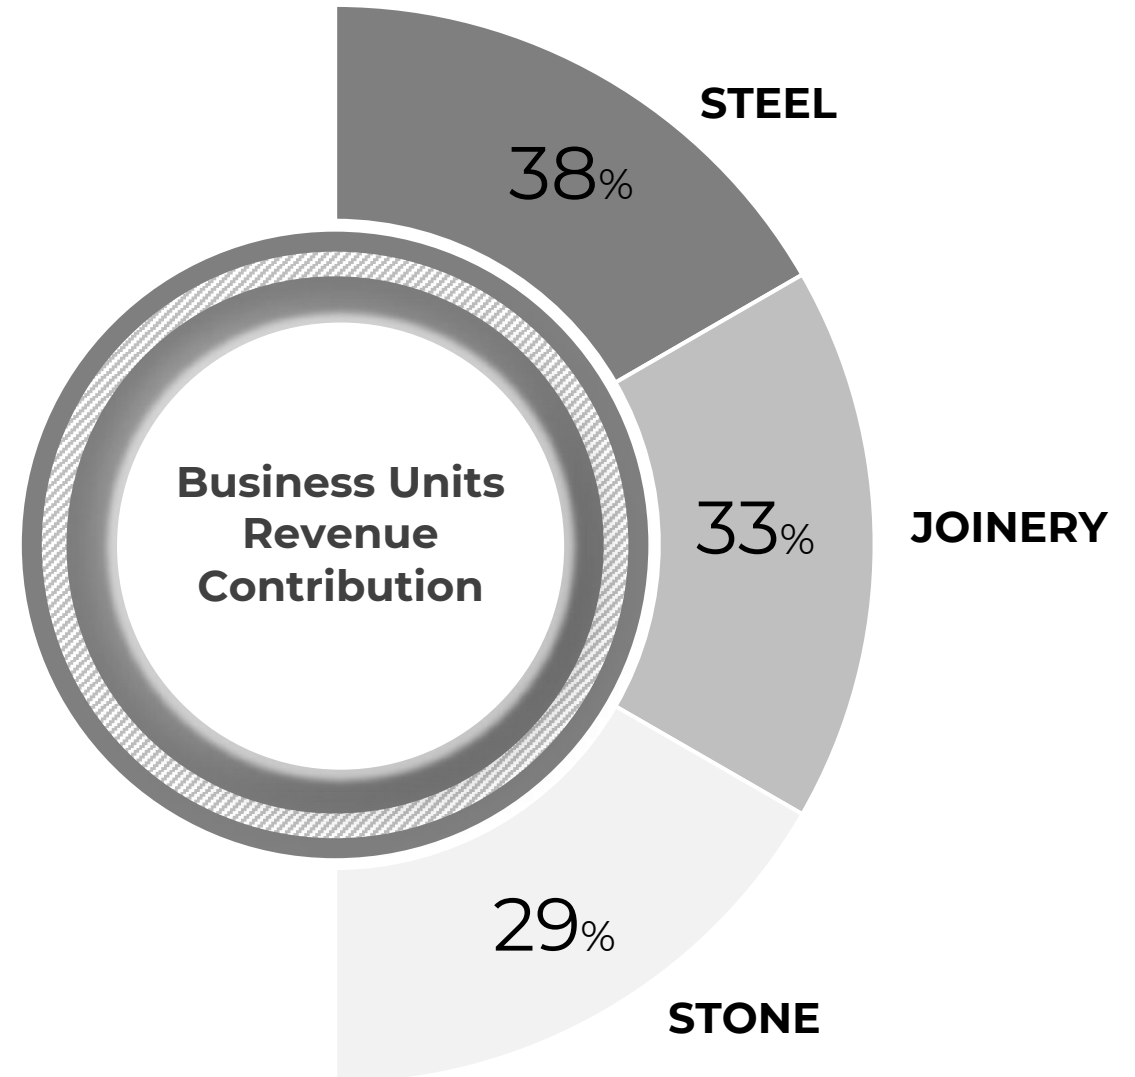 STEEL
38%
Business Units
Revenue
Contribution
33%
JOINERY
29%
STONE